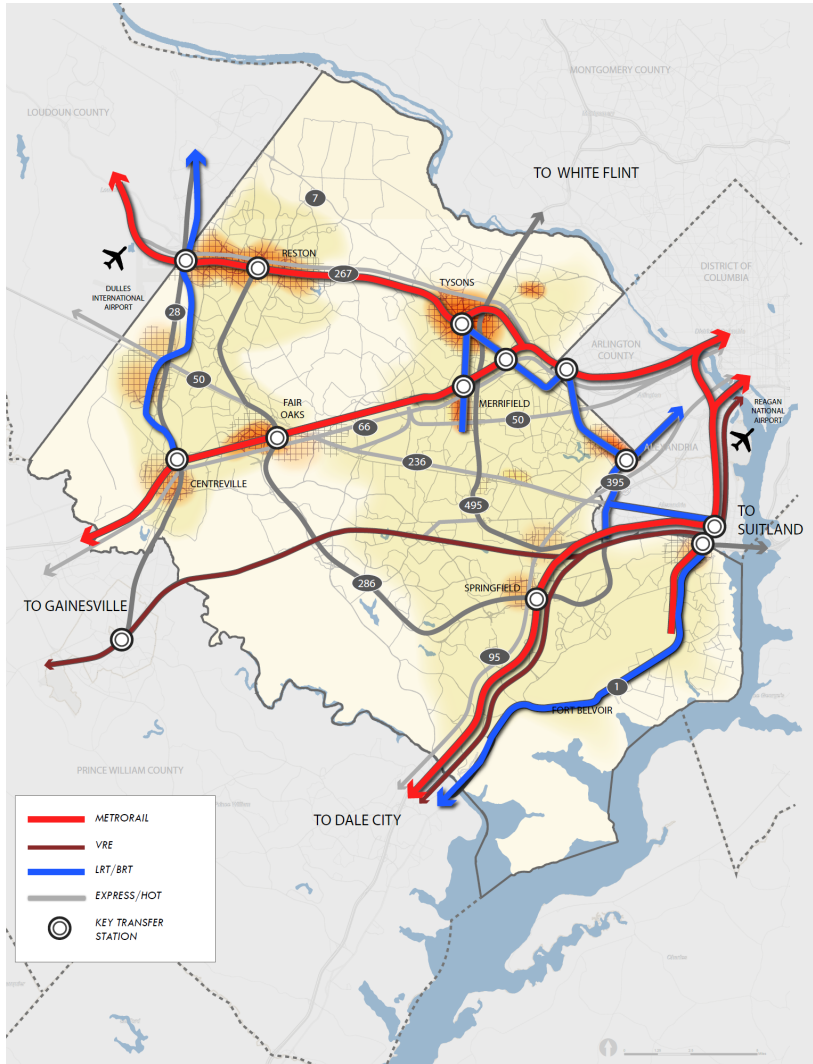 MONTGOMERY COUNTY
LOUDOUN COUNTY
TO WHITE FLINT
7
RESTON
267
TYSONS
DISTRICT OF
COLUMBIA
DULLES
INTERNATIONAL
AIRPORT
28
50
ARLINGTON
COUNTY
FAIR
OAKS
66
MERRIFIELD
50
REAGAN
NATIONAL
AIRPORT
236
ALEXANDRIA
CENTREVILLE
395
495
TO
SUITLAND
286
SPRINGFIELD
TO GAINESVILLE
95
1
FORT BELVOIR
PRINCE WILLIAM COUNTY
TO DALE CITY
METRORAIL
VRE
LRT/BRT
EXPRESS/HOT
KEY TRANSFER
STATION